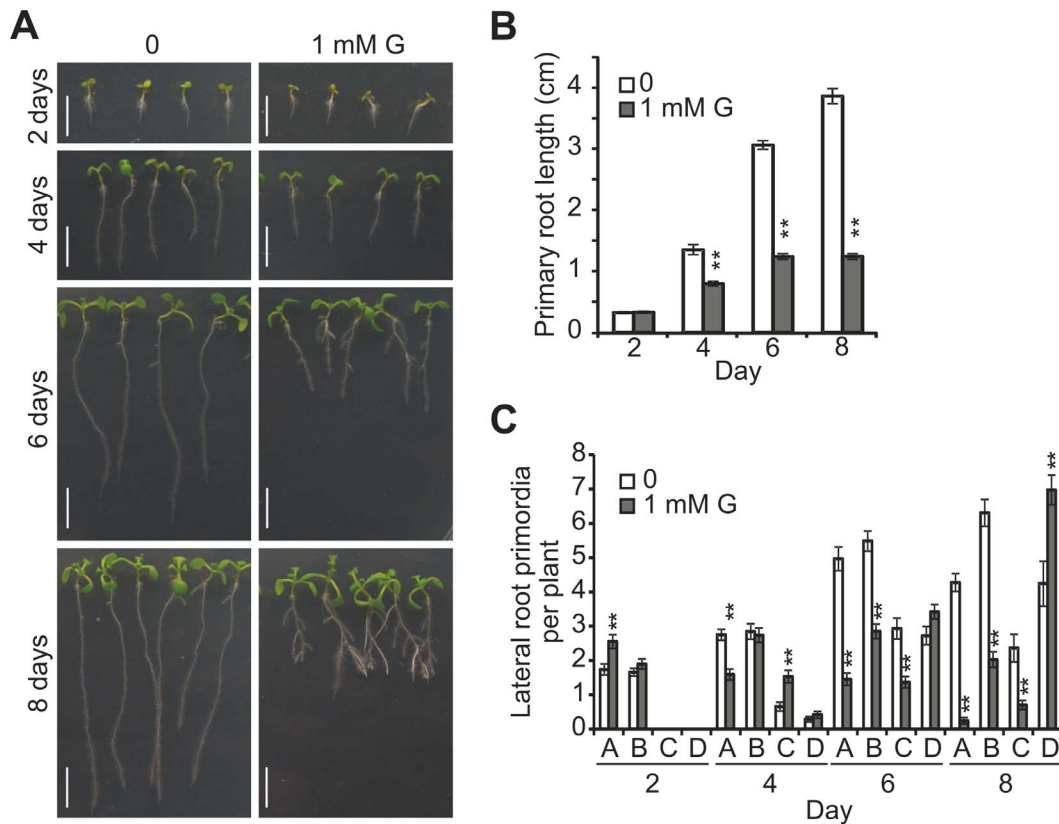 A
0
1 mM G
2 days
4 days
6 days
8 days
B
Primary root length (cm)
4
3
2
1
0
0
1 mM G
**
**
**
2 4 6 8
Day
C
Lateral root primordia
per plant
8
7
6
5
4
3
2
1
0
0
1 mM G
**
**
**
**
**
**
**
**
**
**
A B C D A B C D A B C D A B C D
2 4 6 8
Day